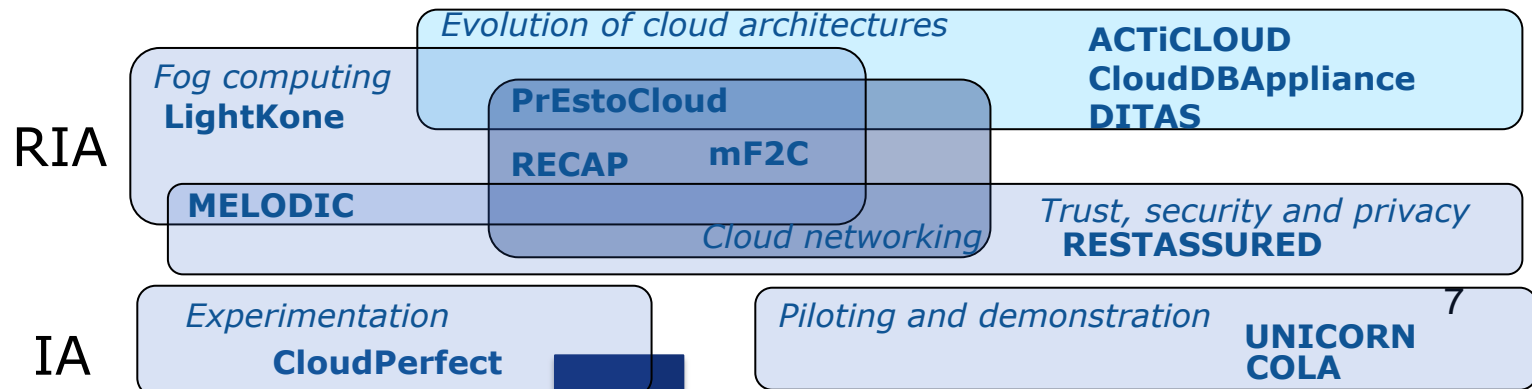 Evolution of cloud architectures
ACTiCLOUD
CloudDBAppliance
DITAS
Fog computing
LightKone
PrEstoCloud
RIA
RECAP
mF2C
MELODIC
Trust, security and privacy
RESTASSURED
Cloud networking
7
IA
Experimentation
CloudPerfect
Piloting and demonstration
UNICORN
COLA